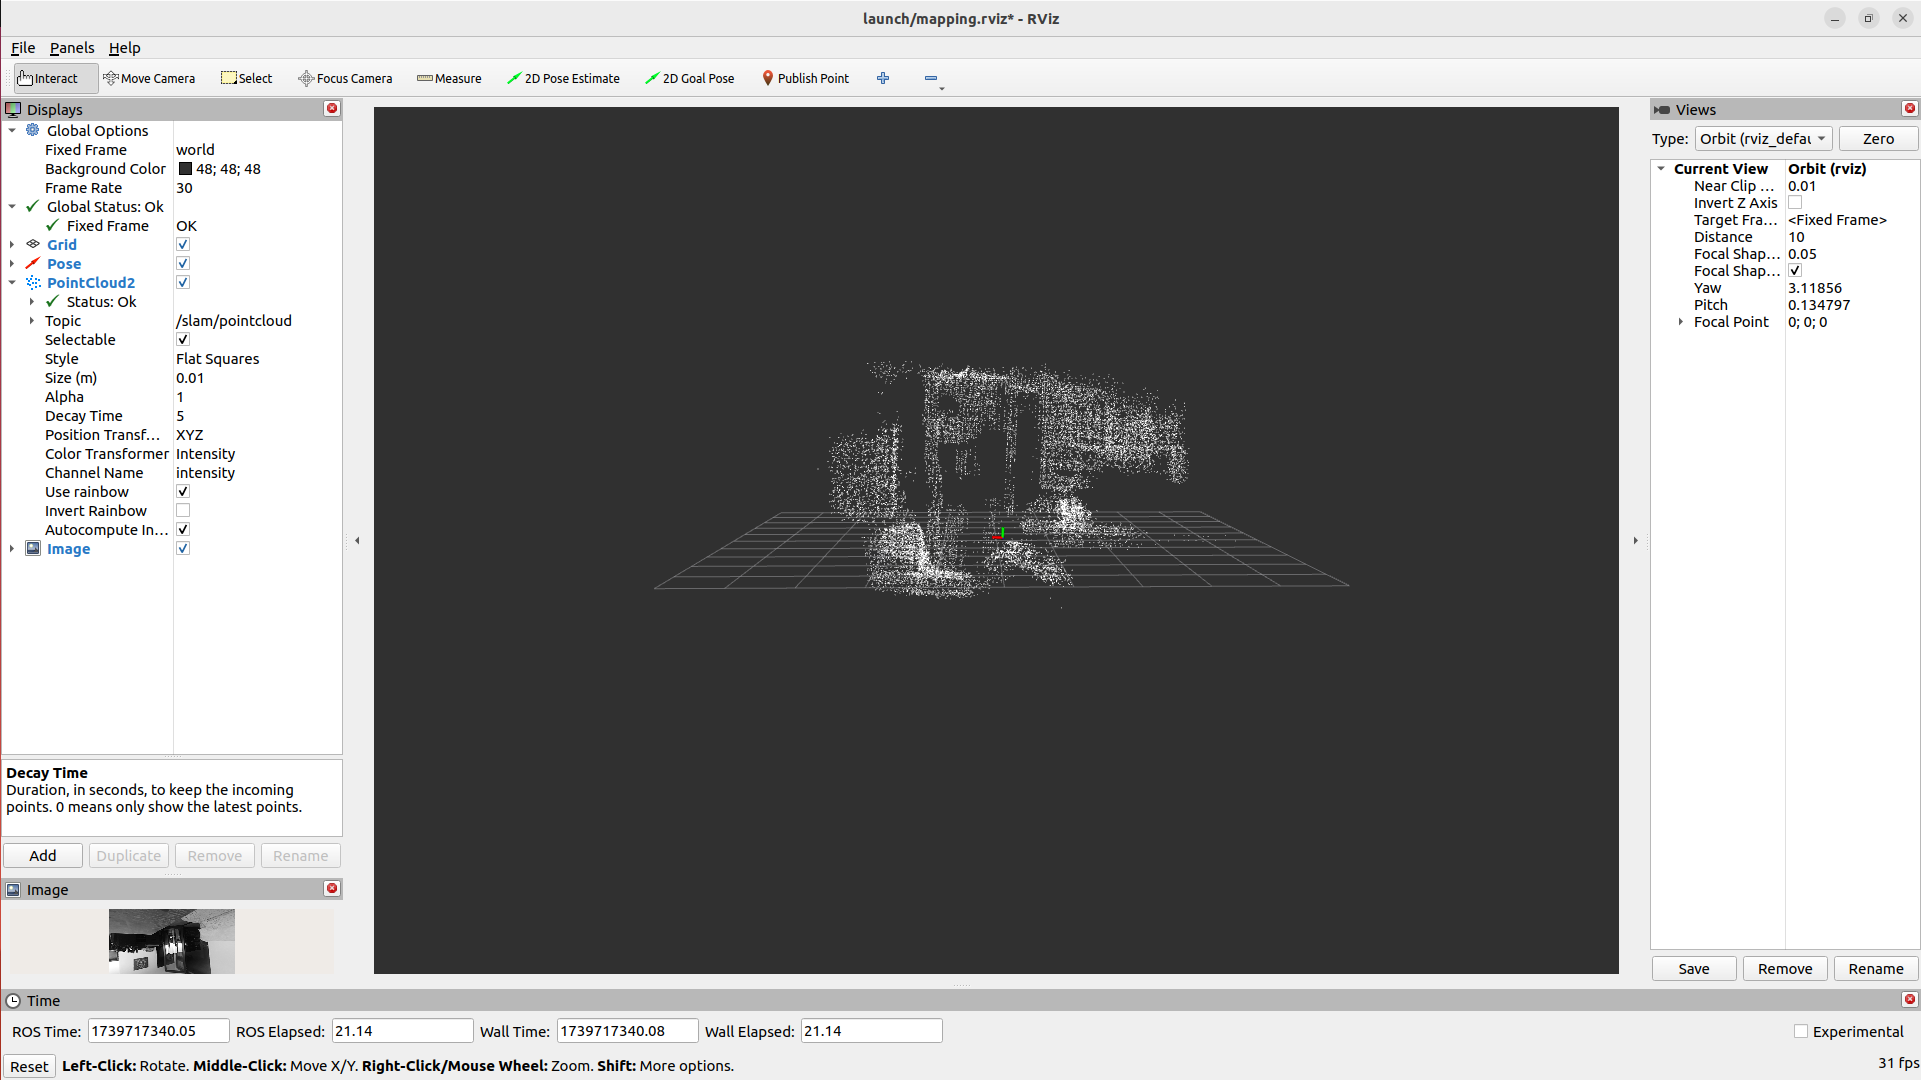 launch/mapping.rviz* - RViz
File Panels Help
Interact Move Camera Select Focus Camera Measure 2D Pose Estimate 2D Goal Pose Publish Point
Displays
Global Options
Fixed Frame world
Background Color 48; 48; 48
Frame Rate 30
Global Status: Ok
Fixed Frame OK
Grid
Pose
PointCloud2
Status: Ok
Topic /slam/pointcloud
Selectable
Style Flat Squares
Size (m) 0.01
Alpha 1
Decay Time 5
Position Transf... XYZ
Color Transformer Intensity
Channel Name intensity
Use rainbow
Invert Rainbow
Autocompute In...
Image
Decay Time
Duration, in seconds, to keep the incoming
points. 0 means only show the latest points.
Add Duplicate Remove Rename
Image
Views
Type: Orbit (rviz_defau Zero
Current View Orbit (rviz)
Near Clip ... 0.01
Invert Z Axis
Target Fra... <Fixed Frame>
Distance 10
Focal Shap... 0.05
Focal Shap...
Yaw 3.11856
Pitch 0.134797
Focal Point 0; 0; 0
Save Remove Rename
Time
ROS Time: 1739717340.05 ROS Elapsed: 21.14 Wall Time: 1739717340.08 Wall Elapsed: 21.14 Experimental
Reset Left-Click: Rotate. Middle-Click: Move X/Y. Right-Click/Mouse Wheel: Zoom. Shift: More options. 31 fps